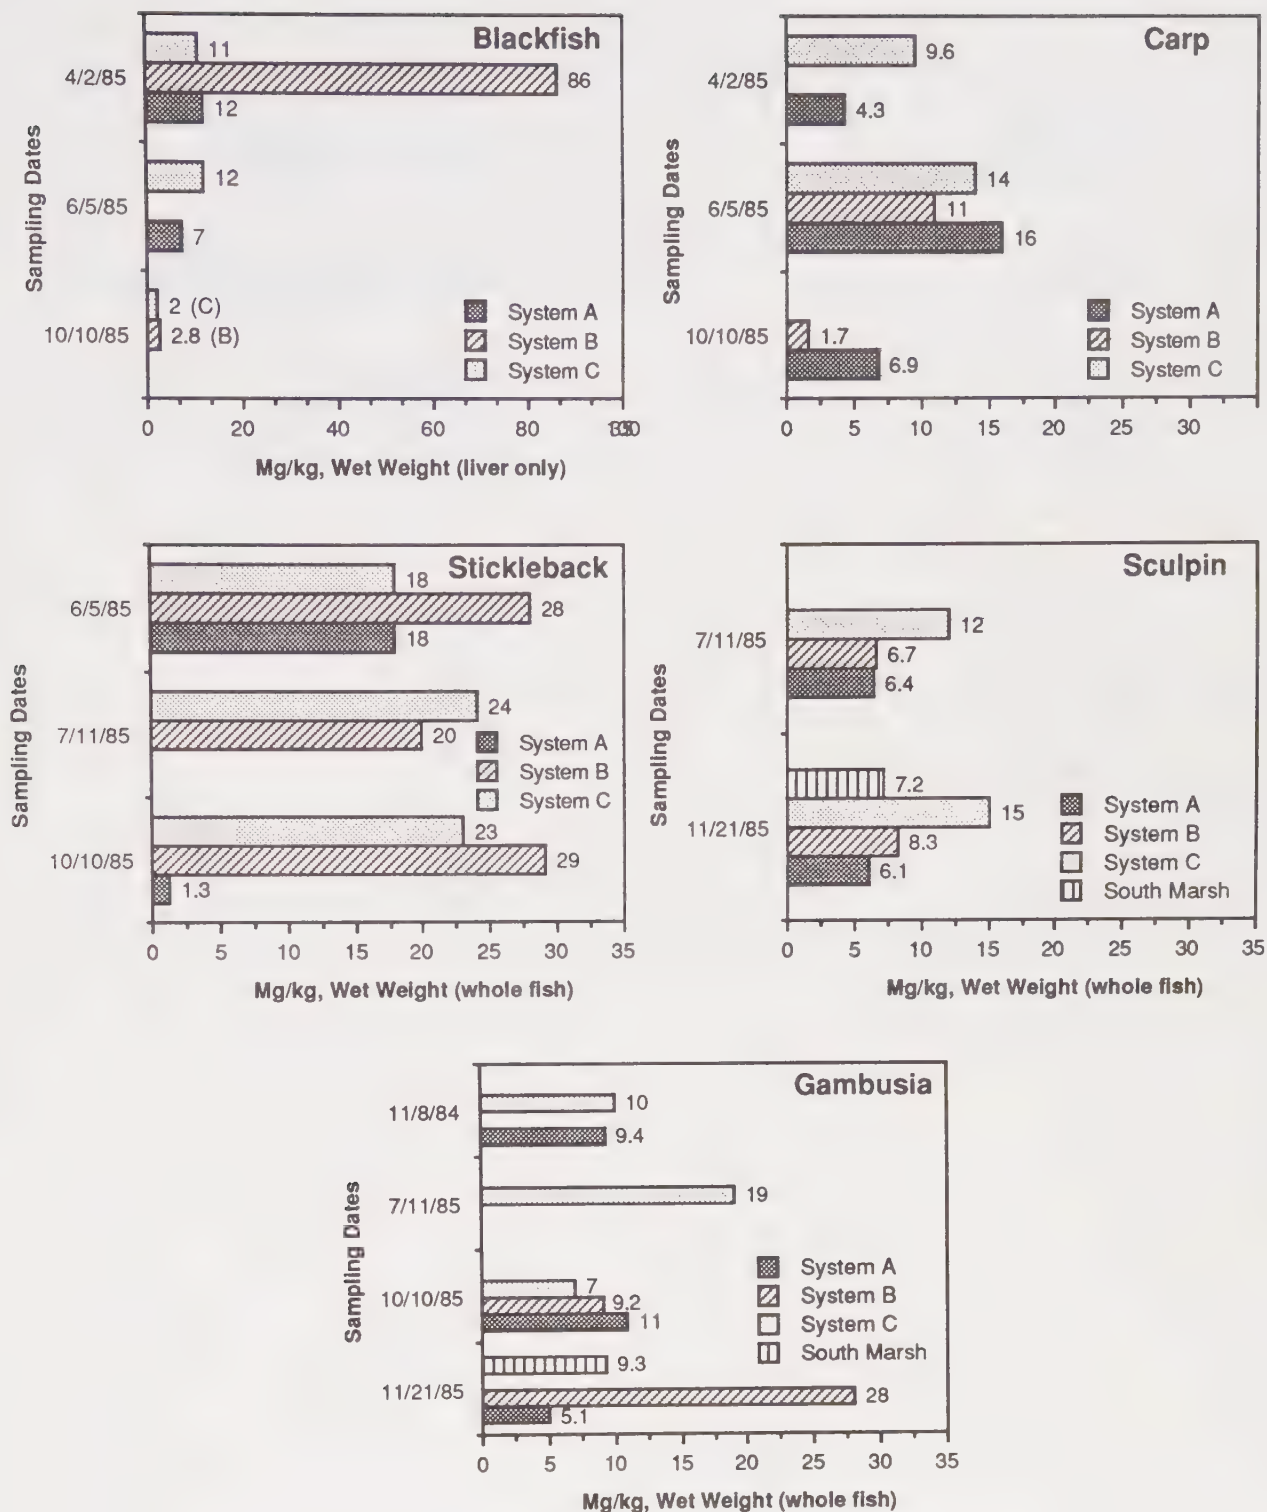 Blackfish
Sampling Dates
4/2/85
11
86
12
6/5/85
12
7
10/10/85
2 (C)
2.8 (B)
System A
System B
System C
0 20 40 60 80
Mg/kg, Wet Weight (liver only)
Carp
Sampling Dates
4/2/85
9.6
4.3
6/5/85
14
11
16
10/10/85
1.7
6.9
System A
System B
System C
0 5 10 15 20 25 30
Stickleback
Sampling Dates
6/5/85
18
28
18
7/11/85
24
20
10/10/85
23
29
1.3
System A
System B
System C
0 5 10 15 20 25 30 35
Mg/kg, Wet Weight (whole fish)
Sculpin
Sampling Dates
7/11/85
12
6.7
6.4
11/21/85
7.2
15
8.3
6.1
System A
System B
System C
South Marsh
0 5 10 15 20 25 30 35
Mg/kg, Wet Weight (whole fish)
Gambusia
Sampling Dates
11/8/84
10
9.4
7/11/85
19
10/10/85
7
9.2
11
11/21/85
9.3
28
5.1
System A
System B
System C
South Marsh
0 5 10 15 20 25 30 35
Mg/kg, Wet Weight (whole fish)